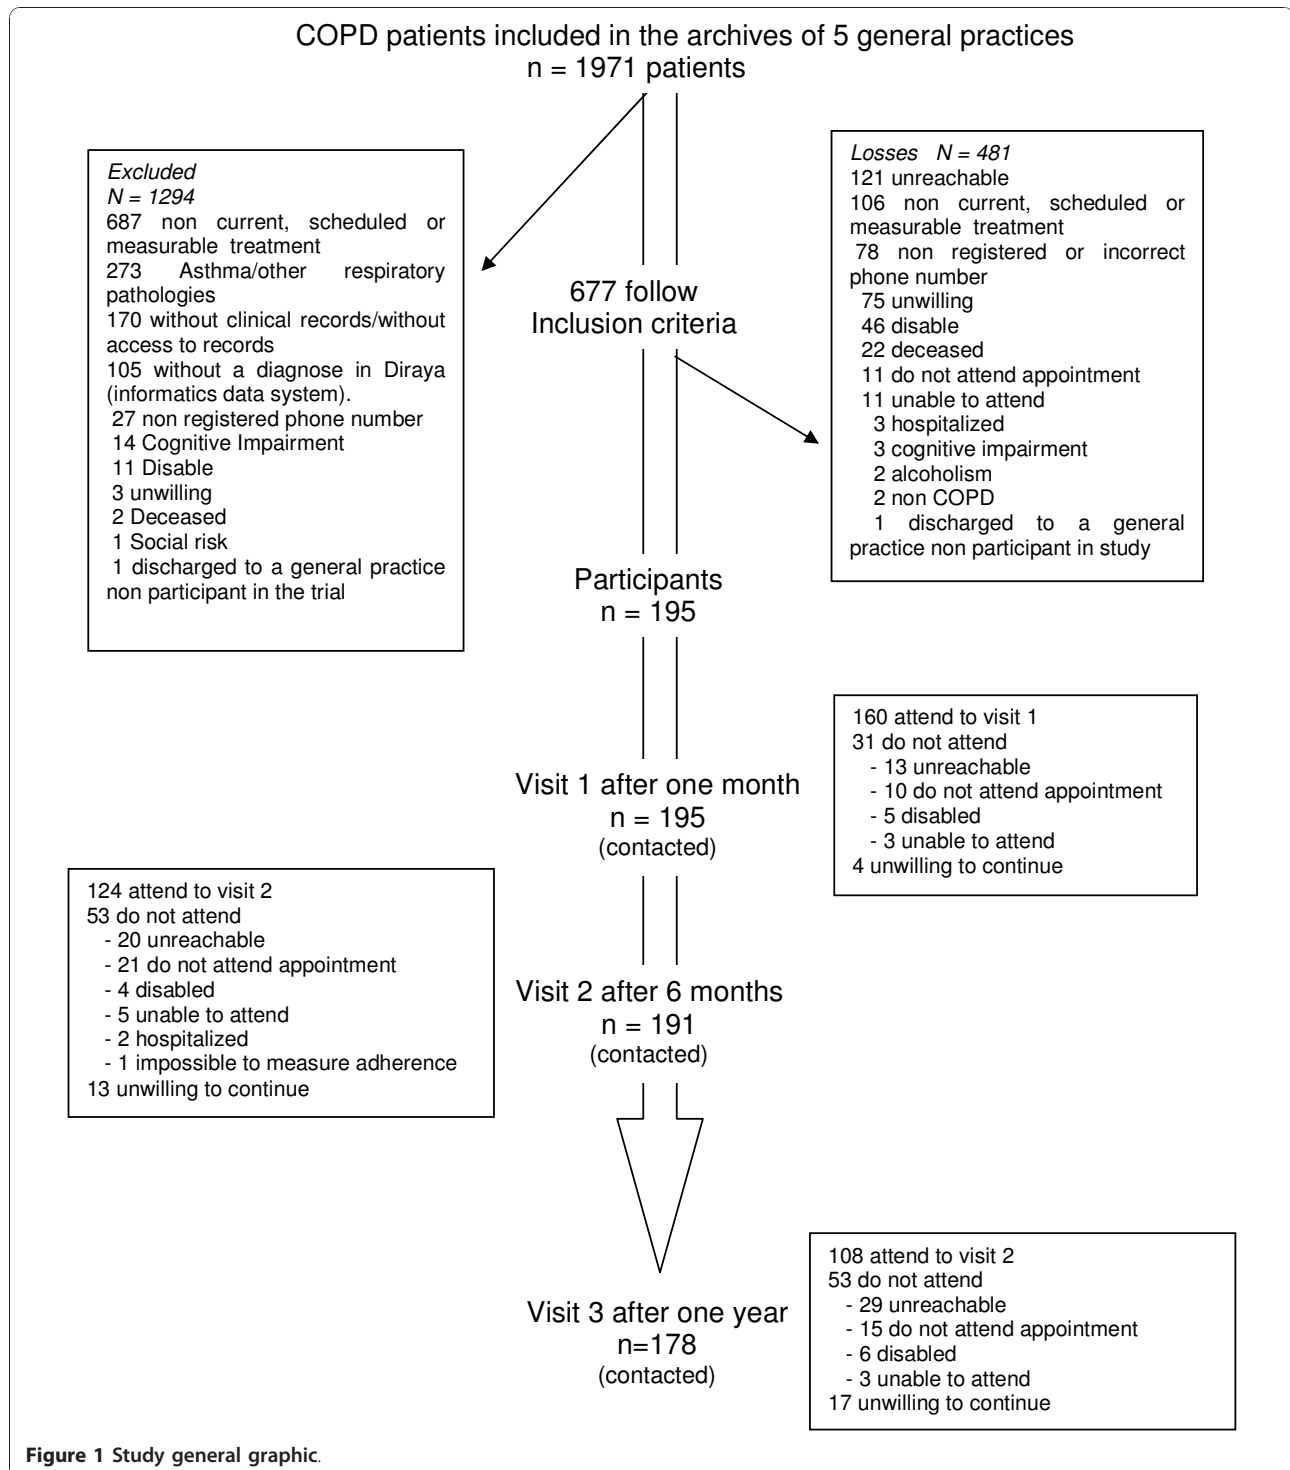 COPD patients included in the archives of 5 general practices
n = 1971 patients
Excluded
N = 1294
687 non current, scheduled or
measurable treatment
273 Asthma/other respiratory
pathologies
170 without clinical records/without
access to records
105 without a diagnose in Diraya
(informatics data system).
27 non registered phone number
14 Cognitive Impairment
11 Disable
3 unwilling
2 Deceased
1 Social risk
1 discharged to a general practice
non participant in the trial
Losses N = 481
121 unreachable
106 non current, scheduled or
measurable treatment
78 non registered or incorrect
phone number
75 unwilling
46 disable
22 deceased
11 do not attend appointment
11 unable to attend
3 hospitalized
3 cognitive impairment
2 alcoholism
2 non COPD
1 discharged to a general
practice non participant in study
677 follow
Inclusion criteria
Participants
n = 195
160 attend to visit 1
31 do not attend
- 13 unreachable
- 10 do not attend appointment
- 5 disabled
- 3 unable to attend
4 unwilling to continue
Visit 1 after one month
n = 195
(contacted)
124 attend to visit 2
53 do not attend
- 20 unreachable
- 21 do not attend appointment
- 4 disabled
- 5 unable to attend
- 2 hospitalized
- 1 impossible to measure adherence
13 unwilling to continue
Visit 2 after 6 months
n = 191
(contacted)
108 attend to visit 2
53 do not attend
- 29 unreachable
- 15 do not attend appointment
- 6 disabled
- 3 unable to attend
17 unwilling to continue
Visit 3 after one year
n=178
(contacted)
Figure 1 Study general graphic.